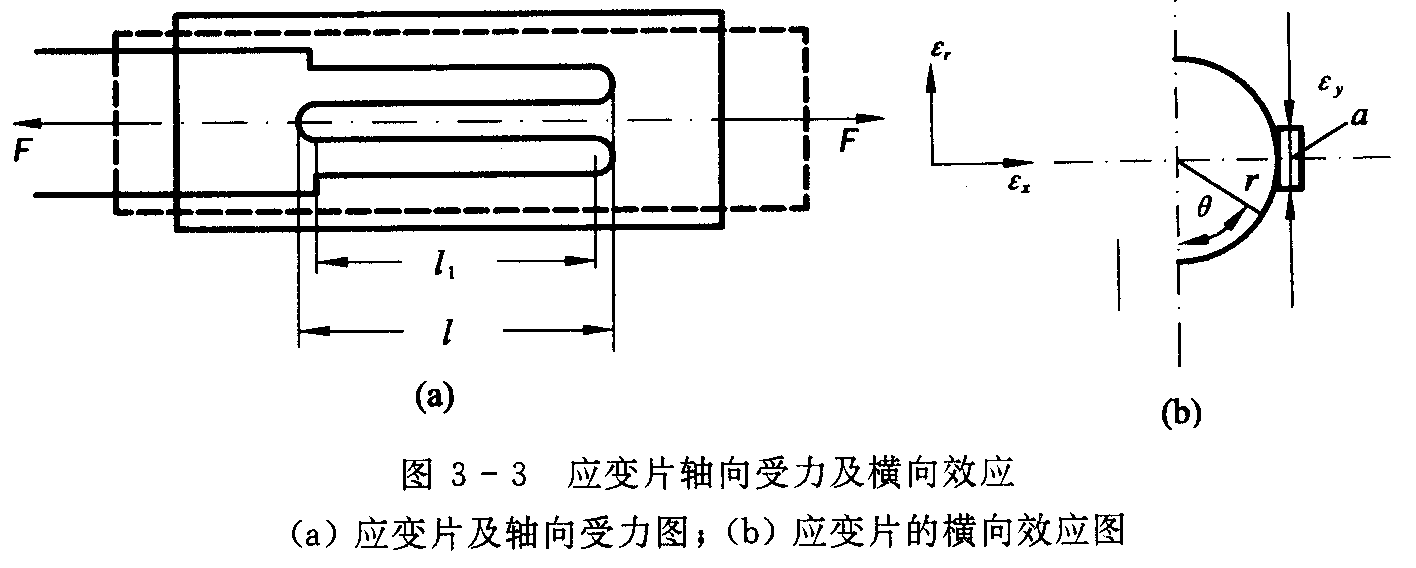 F
F
l₁
l
(a)
εᵣ
εₓ
ε_y
a
r
θ
(b)
图 3-3 应变片轴向受力及横向效应
(a) 应变片及轴向受力图；(b) 应变片的横向效应图